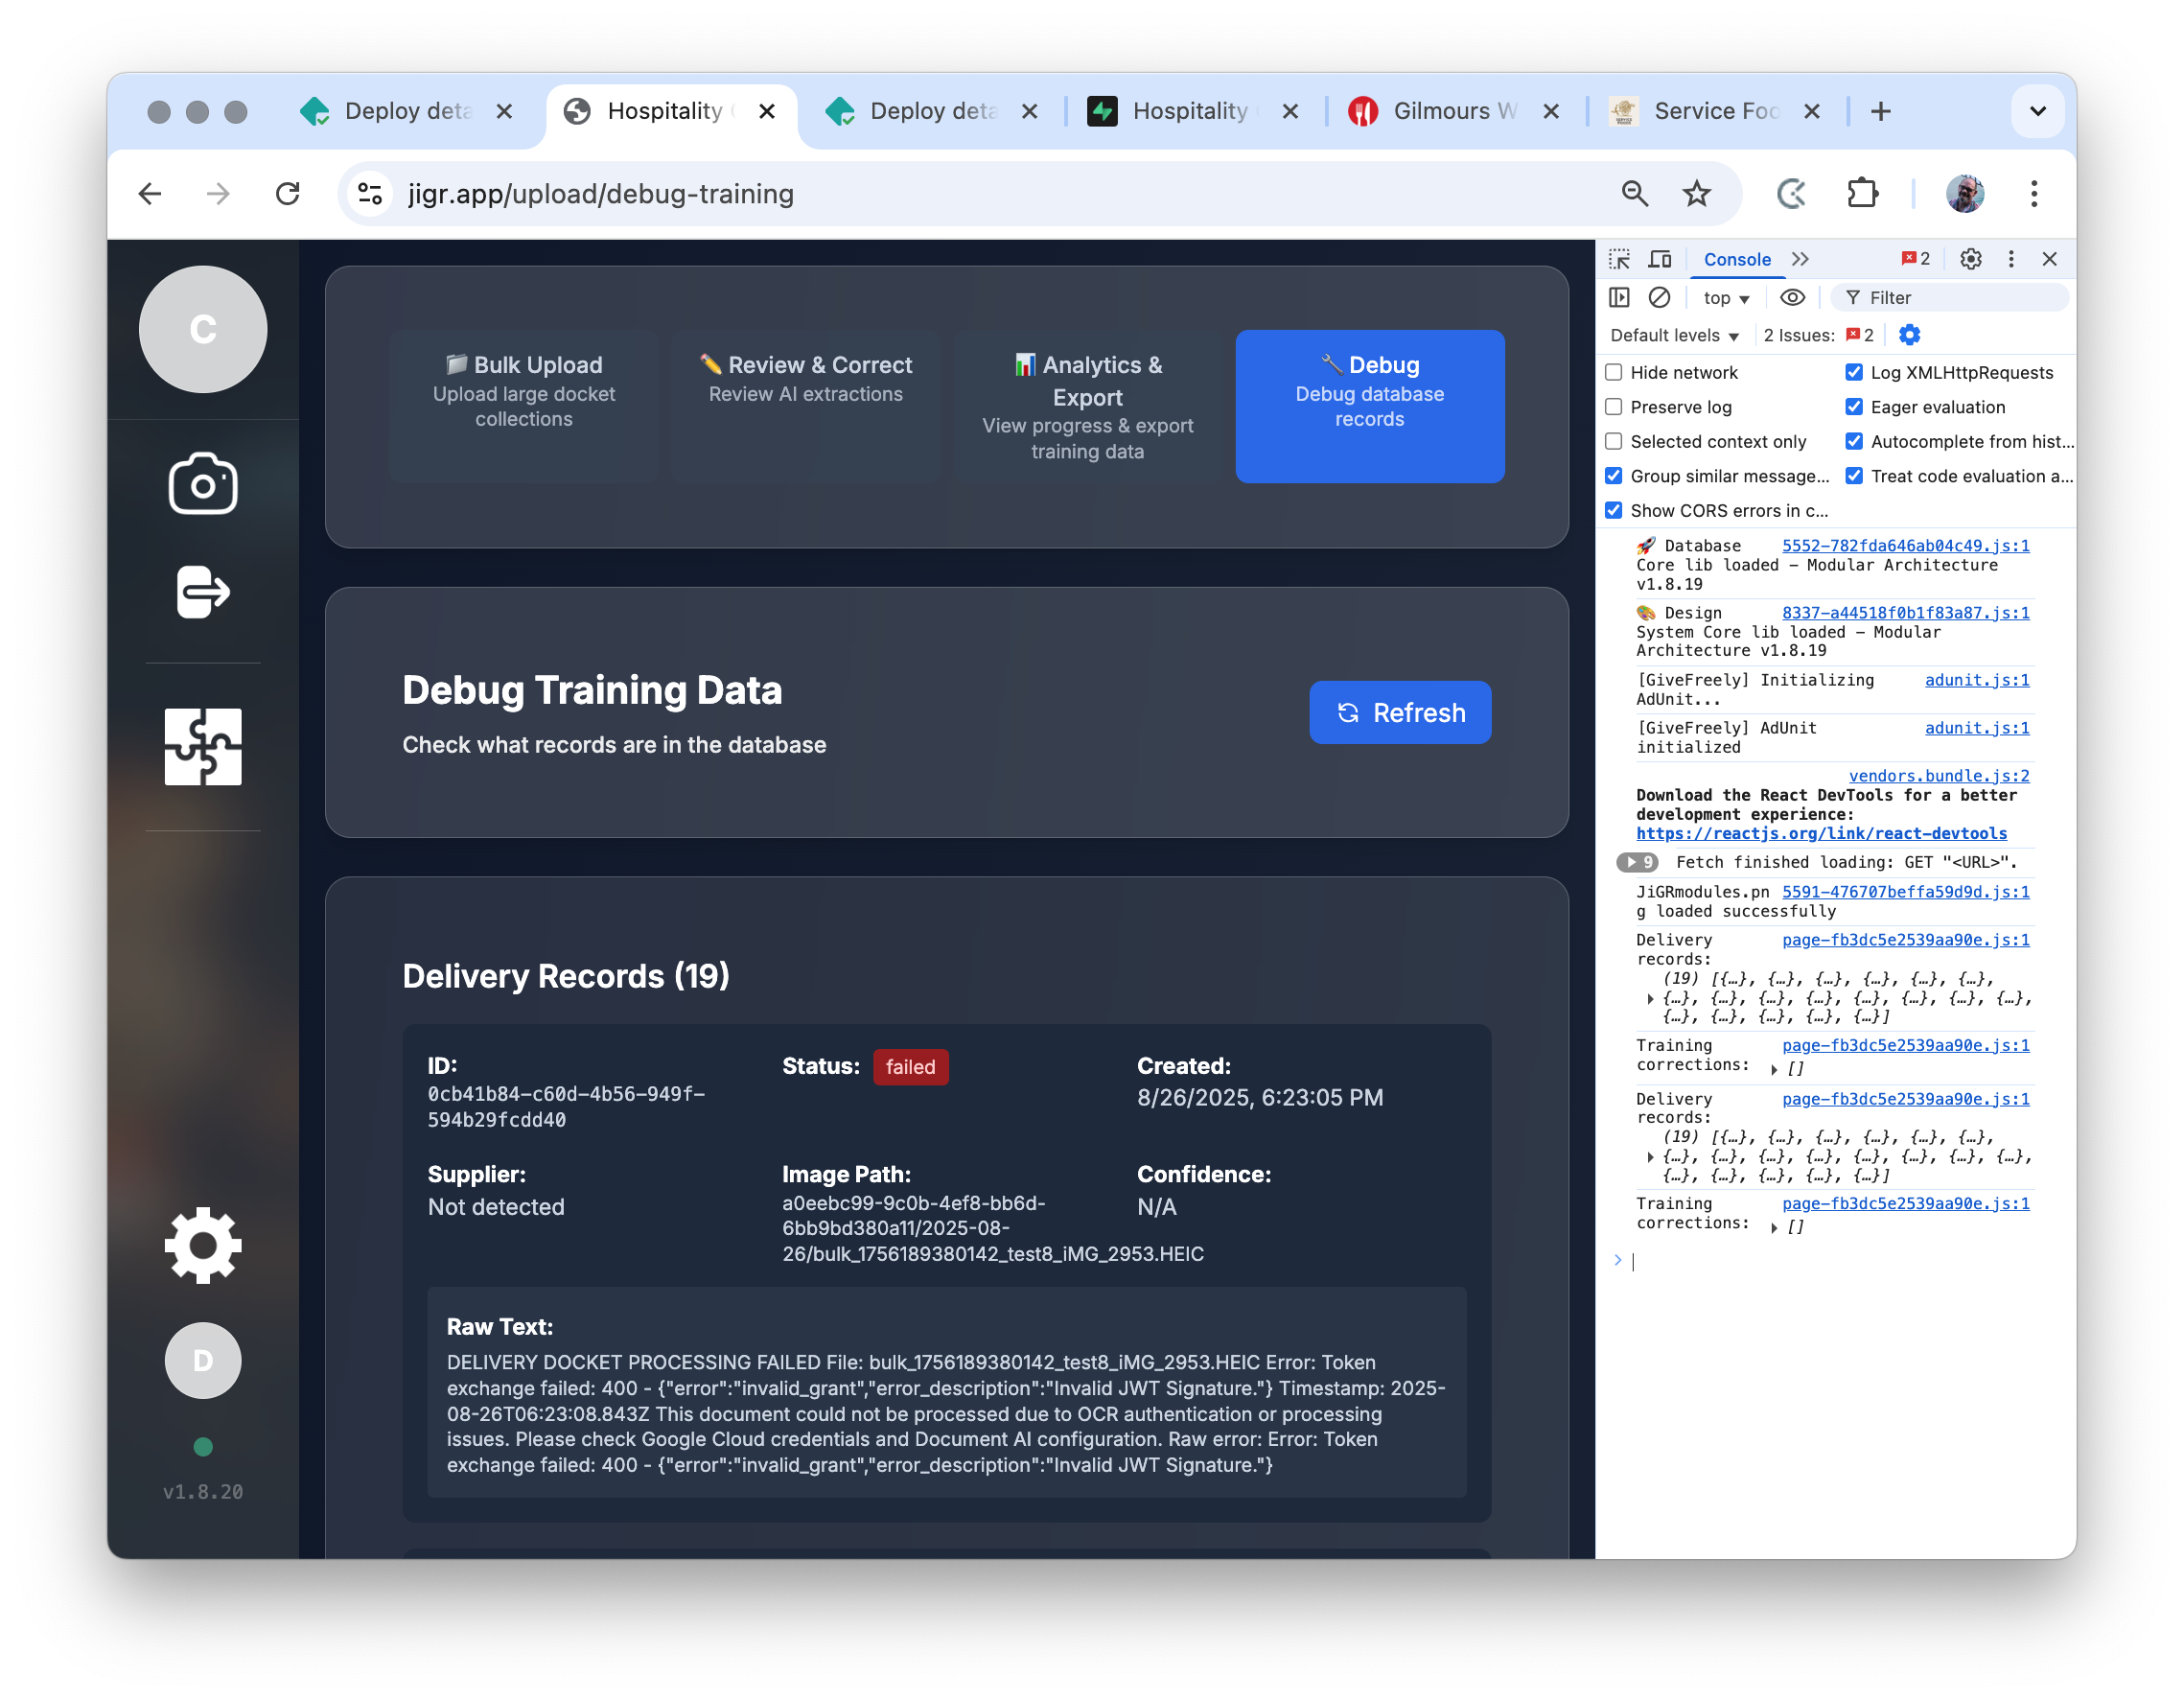 Deploy deta
Hospitality
Deploy deta
Hospitality
Gilmours W
Service Foo
jigr.app/upload/debug-training
C
D
v1.8.20
📁 Bulk Upload
Upload large docket
collections
✏️ Review & Correct
Review AI extractions
📊 Analytics &
Export
View progress & export
training data
🔧 Debug
Debug database
records
Debug Training Data
Check what records are in the database
Refresh
Delivery Records (19)
ID:
0cb41b84-c60d-4b56-949f-
594b29fcdd40
Status: failed
Created:
8/26/2025, 6:23:05 PM
Supplier:
Not detected
Image Path:
a0eebc99-9c0b-4ef8-bb6d-
6bb9bd380a11/2025-08-
26/bulk_1756189380142_test8_iMG_2953.HEIC
Confidence:
N/A
Raw Text:
DELIVERY DOCKET PROCESSING FAILED File: bulk_1756189380142_test8_iMG_2953.HEIC Error: Token
exchange failed: 400 - {"error":"invalid_grant","error_description":"Invalid JWT Signature."} Timestamp: 2025-
08-26T06:23:08.843Z This document could not be processed due to OCR authentication or processing
issues. Please check Google Cloud credentials and Document AI configuration. Raw error: Error: Token
exchange failed: 400 - {"error":"invalid_grant","error_description":"Invalid JWT Signature."}
Console
2
top
Filter
Default levels
2 Issues: 2
Hide network
Log XMLHttpRequests
Preserve log
Eager evaluation
Selected context only
Autocomplete from hist...
Group similar message...
Treat code evaluation a...
Show CORS errors in c...
🚀 Database 5552-782fda646ab04c49.js:1
Core lib loaded - Modular Architecture
v1.8.19
🎨 Design 8337-a44518f0b1f83a87.js:1
System Core lib loaded - Modular
Architecture v1.8.19
[GiveFreely] Initializing adunit.js:1
AdUnit...
[GiveFreely] AdUnit adunit.js:1
initialized
vendors.bundle.js:2
Download the React DevTools for a better
development experience:
https://reactjs.org/link/react-devtools
9 Fetch finished loading: GET "<URL>".
JiGRmodules.pn 5591-476707beffa59d9d.js:1
g loaded successfully
Delivery page-fb3dc5e2539aa90e.js:1
records:
(19) [{…}, {…}, {…}, {…}, {…}, {…},
{…}, {…}, {…}, {…}, {…}, {…}, {…}, {…},
{…}, {…}, {…}, {…}, {…}]
Training page-fb3dc5e2539aa90e.js:1
corrections: []
Delivery page-fb3dc5e2539aa90e.js:1
records:
(19) [{…}, {…}, {…}, {…}, {…}, {…},
{…}, {…}, {…}, {…}, {…}, {…}, {…}, {…},
{…}, {…}, {…}, {…}, {…}]
Training page-fb3dc5e2539aa90e.js:1
corrections: []